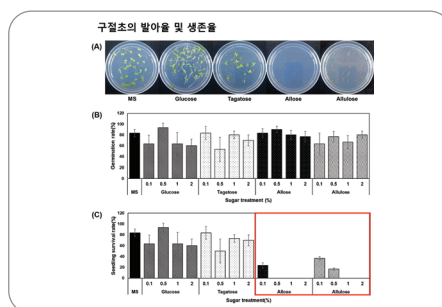 구절초의 발아율 및 생존율
(A)
MS Glucose Tagatose Allose Allulose
(B)
Germination rate(%)
120
100
80
60
40
20
0
0.1 0.5 1 2 0.1 0.5 1 2 0.1 0.5 1 2 0.1 0.5 1 2
MS Glucose Tagatose Allose Allulose
Sugar treatment (%)
(C)
Seedling survival rate(%)
120
100
80
60
40
20
0
0.1 0.5 1 2 0.1 0.5 1 2 0.1 0.5 1 2 0.1 0.5 1 2
MS Glucose Tagatose Allose Allulose
Sugar treatment(%)